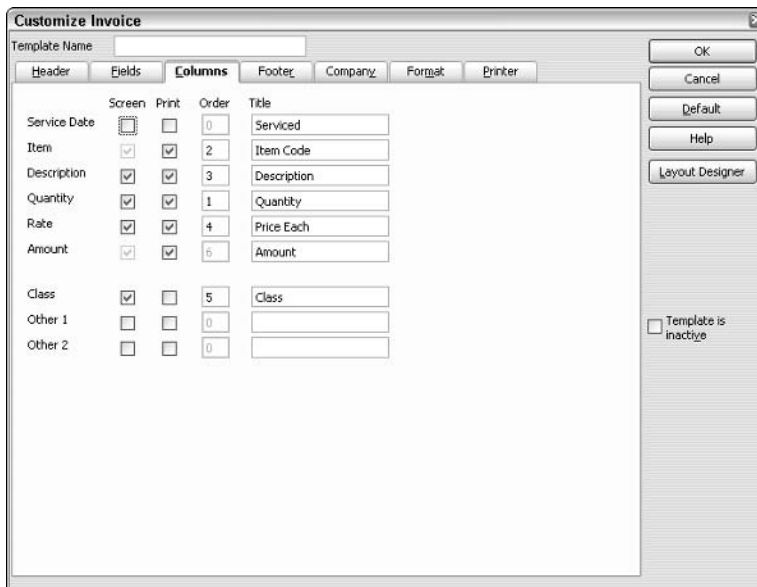 Customize Invoice
Template Name
OK
Cancel
Default
Help
Layout Designer
Header Fields Columns Footer Company Format Printer
Screen Print Order Title
Service Date 0 Serviced
Item 2 Item Code
Description 3 Description
Quantity 1 Quantity
Rate 4 Price Each
Amount 6 Amount
Class 5 Class
Other 1 0
Other 2 0
Template is
inactive